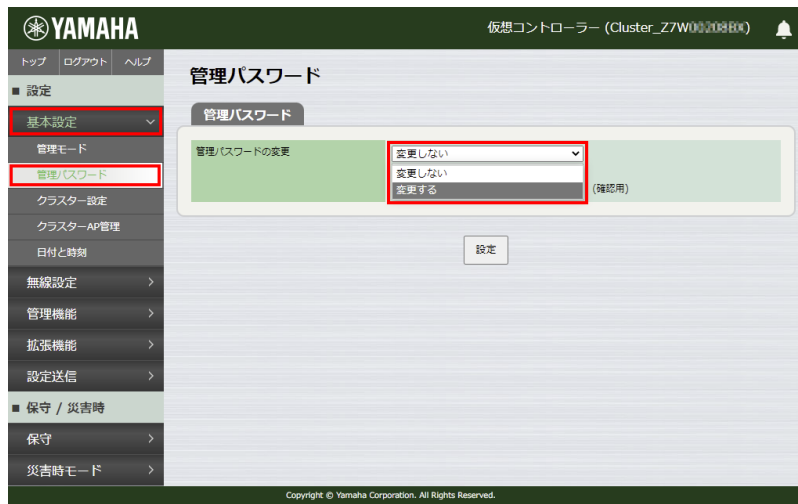 YAMAHA
仮想コントローラー (Cluster_Z7W
トップ ログアウト ヘルプ
■ 設定
基本設定
管理モード
管理パスワード
クラスター設定
クラスターAP管理
日付と時刻
無線設定
管理機能
拡張機能
設定送信
■ 保守 / 災害時
保守
災害時モード
管理パスワード
管理パスワード
管理パスワードの変更
変更しない
変更しない
変更する
(確認用)
設定
Copyright © Yamaha Corporation. All Rights Reserved.